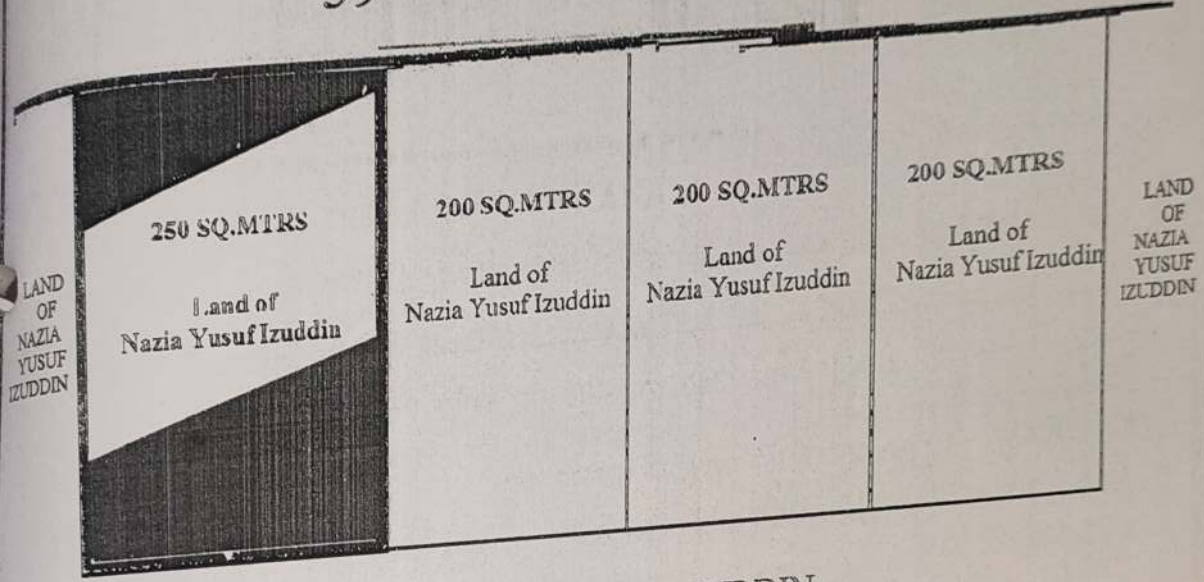 LAND
OF
NAZIA
YUSUF
IZUDDIN
250 SQ.MTRS
Land of
Nazia Yusuf Izuddin
200 SQ.MTRS
Land of
Nazia Yusuf Izuddin
200 SQ.MTRS
Land of
Nazia Yusuf Izuddin
200 SQ.MTRS
Land of
Nazia Yusuf Izuddin
LAND
OF
NAZIA
YUSUF
IZUDDIN